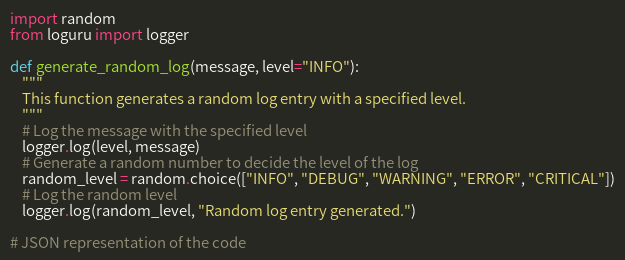 import random
from loguru import logger

def generate_random_log(message, level="INFO"):
    """
    This function generates a random log entry with a specified level.
    """
    # Log the message with the specified level
    logger.log(level, message)
    # Generate a random number to decide the level of the log
    random_level = random.choice(["INFO", "DEBUG", "WARNING", "ERROR", "CRITICAL"])
    # Log the random level
    logger.log(random_level, "Random log entry generated.")

# JSON representation of the code